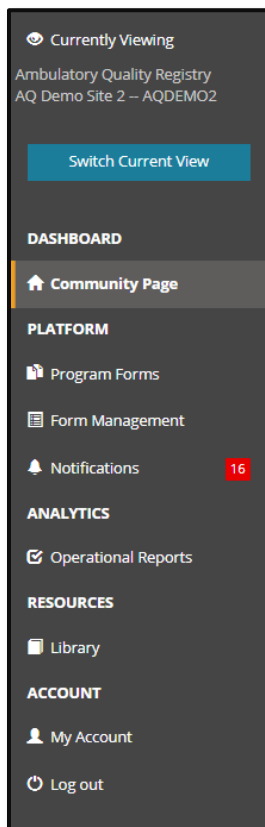 Currently Viewing
Ambulatory Quality Registry
AQ Demo Site 2 -- AQDEMO2
Switch Current View
DASHBOARD
Community Page
PLATFORM
Program Forms
Form Management
Notifications 16
ANALYTICS
Operational Reports
RESOURCES
Library
ACCOUNT
My Account
Log out